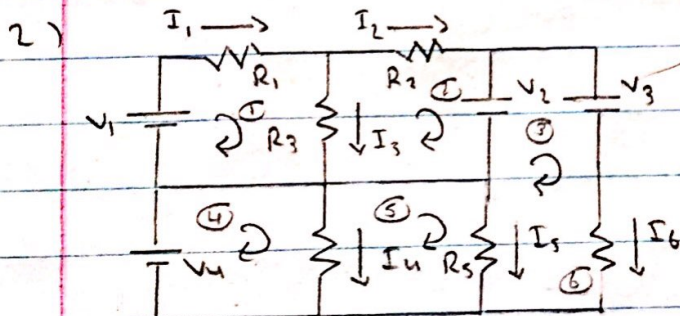 2)
I₁ → I₂ →
R₁ R₂
V₁ ① R₃ ↓ I₃ ① V₂ V₃
③
④ ⑤
V₄ ↓ I₄ R₅ ↓ I₅ ↓ I₆
⑥